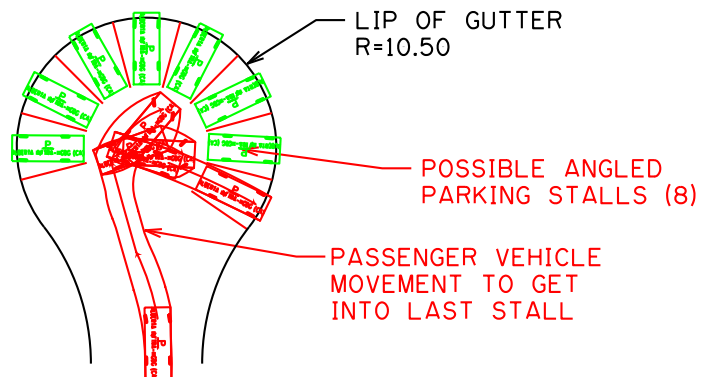 LIP OF GUTTER
R=10.50
POSSIBLE ANGLED
PARKING STALLS (8)
PASSENGER VEHICLE
MOVEMENT TO GET
INTO LAST STALL